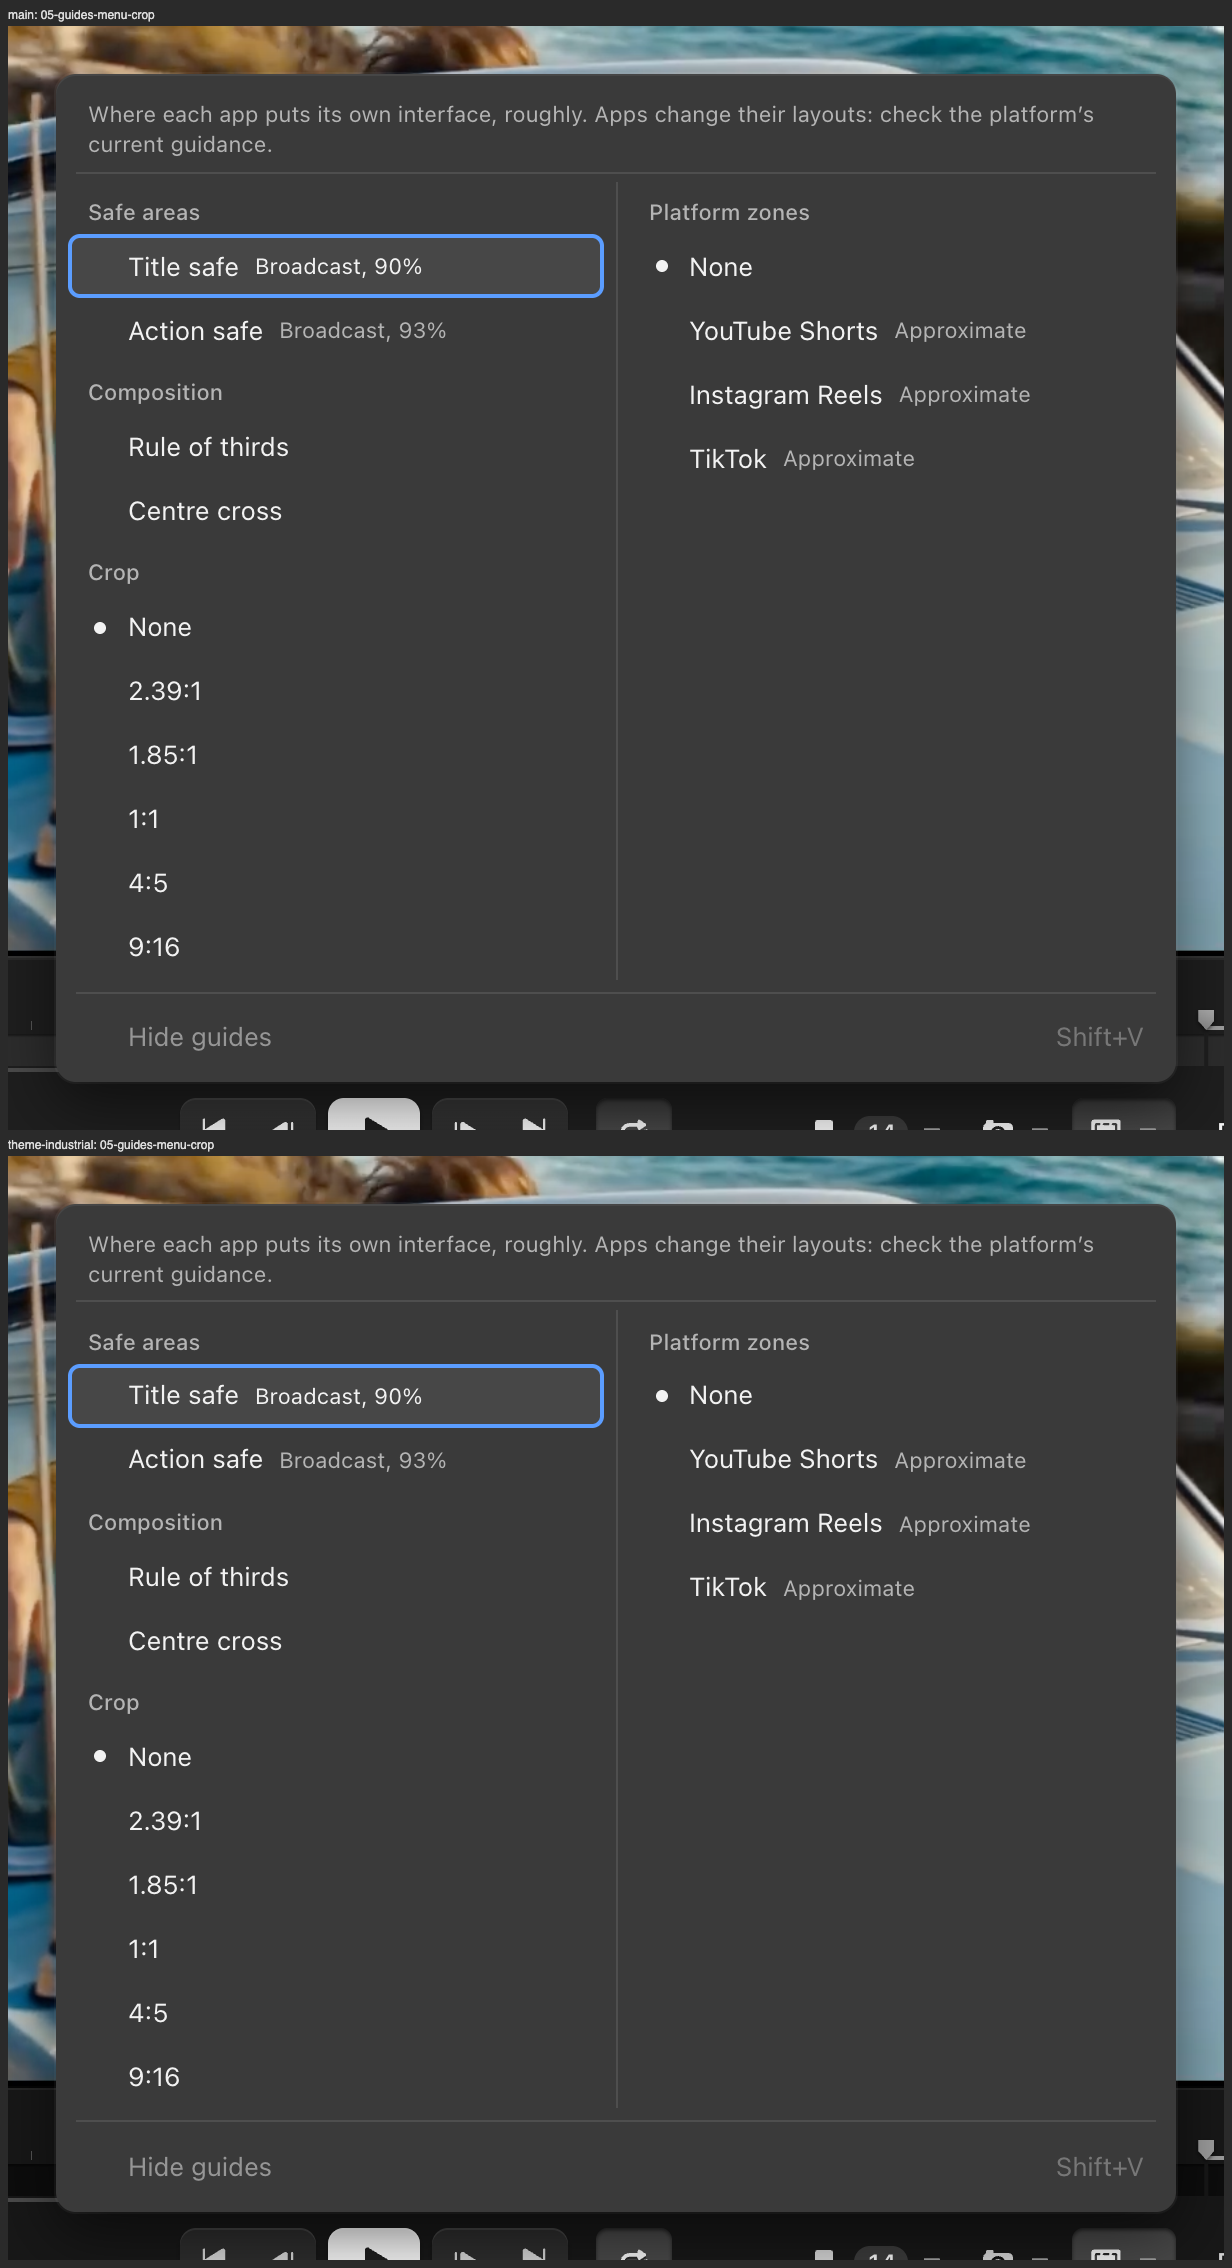 main: 05-guides-menu-crop
Where each app puts its own interface, roughly. Apps change their layouts: check the platform’s
current guidance.
Safe areas
Title safe Broadcast, 90%
Action safe Broadcast, 93%
Composition
Rule of thirds
Centre cross
Crop
None
2.39:1
1.85:1
1:1
4:5
9:16
Platform zones
None
YouTube Shorts Approximate
Instagram Reels Approximate
TikTok Approximate
Hide guides Shift+V
theme-industrial: 05-guides-menu-crop
Where each app puts its own interface, roughly. Apps change their layouts: check the platform’s
current guidance.
Safe areas
Title safe Broadcast, 90%
Action safe Broadcast, 93%
Composition
Rule of thirds
Centre cross
Crop
None
2.39:1
1.85:1
1:1
4:5
9:16
Platform zones
None
YouTube Shorts Approximate
Instagram Reels Approximate
TikTok Approximate
Hide guides Shift+V